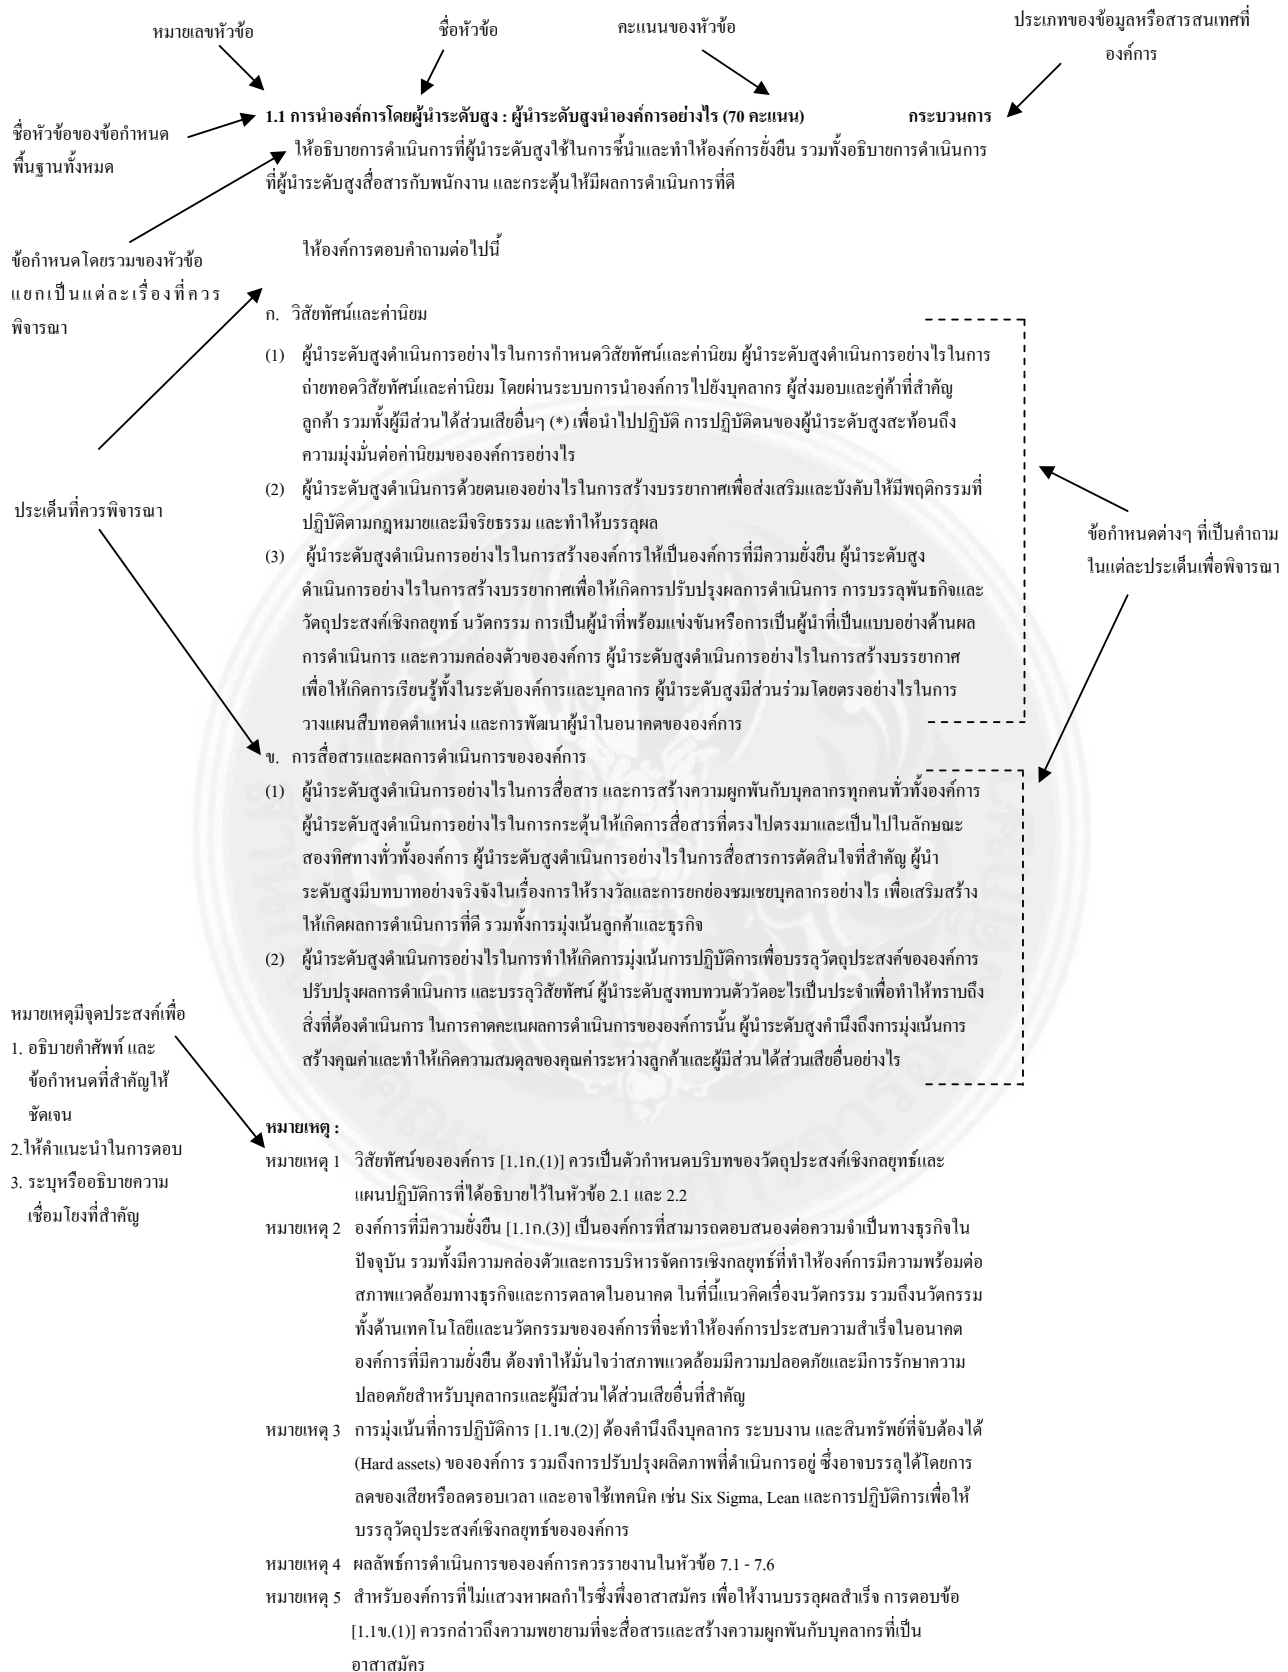 หมายเลขหัวข้อ
ชื่อหัวข้อ
คะแนนของหัวข้อ
ประเภทของข้อมูลหรือสารสนเทศที่
องค์การ
1.1 การนำองค์การโดยผู้นำระดับสูง : ผู้นำระดับสูงนำองค์การอย่างไร (70 คะแนน) กระบวนการ
ชื่อหัวข้อของข้อกำหนด
พื้นฐานทั้งหมด
ให้อธิบายการดำเนินการที่ผู้นำระดับสูงใช้ในการชี้นำและทำให้องค์การยั่งยืน รวมทั้งอธิบายการดำเนินการ
ที่ผู้นำระดับสูงสื่อสารกับพนักงาน และกระตุ้นให้มีผลการดำเนินการที่ดี
ให้องค์การตอบคำถามต่อไปนี้
ข้อกำหนดโดยรวมของหัวข้อ
แยกเป็นแต่ละเรื่องที่ควร
พิจารณา
ก. วิสัยทัศน์และค่านิยม
(1) ผู้นำระดับสูงดำเนินการอย่างไรในการกำหนดวิสัยทัศน์และค่านิยม ผู้นำระดับสูงดำเนินการอย่างไรในการ
ถ่ายทอดวิสัยทัศน์และค่านิยม โดยผ่านระบบการนำองค์การไปยังบุคลากร ผู้ส่งมอบและคู่ค้าที่สำคัญ
ลูกค้า รวมทั้งผู้มีส่วนได้ส่วนเสียอื่นๆ (*) เพื่อนำไปปฏิบัติ การปฏิบัติตนของผู้นำระดับสูงสะท้อนถึง
ความมุ่งมั่นต่อค่านิยมขององค์การอย่างไร
(2) ผู้นำระดับสูงดำเนินการด้วยตนเองอย่างไรในการสร้างบรรยากาศเพื่อส่งเสริมและบังคับให้มีพฤติกรรมที่
ปฏิบัติตามกฎหมายและมีจริยธรรม และทำให้บรรลุผล
(3) ผู้นำระดับสูงดำเนินการอย่างไรในการสร้างองค์การให้เป็นองค์การที่มีความยั่งยืน ผู้นำระดับสูง
ดำเนินการอย่างไรในการสร้างบรรยากาศเพื่อให้เกิดการปรับปรุงผลการดำเนินการ การบรรลุพันธกิจและ
วัตถุประสงค์เชิงกลยุทธ์ นวัตกรรม การเป็นผู้นำที่พร้อมแข่งขันหรือการเป็นผู้นำที่เป็นแบบอย่างด้านผล
การดำเนินการ และความคล่องตัวขององค์การ ผู้นำระดับสูงดำเนินการอย่างไรในการสร้างบรรยากาศ
เพื่อให้เกิดการเรียนรู้ทั้งในระดับองค์การและบุคลากร ผู้นำระดับสูงมีส่วนร่วมโดยตรงอย่างไรในการ
วางแผนสืบทอดตำแหน่ง และการพัฒนาผู้นำในอนาคตขององค์การ
ประเด็นที่ควรพิจารณา
ข้อกำหนดต่างๆ ที่เป็นคำถาม
ในแต่ละประเด็นเพื่อพิจารณา
ข. การสื่อสารและผลการดำเนินการขององค์การ
(1) ผู้นำระดับสูงดำเนินการอย่างไรในการสื่อสาร และการสร้างความผูกพันกับบุคลากรทุกคนทั่วทั้งองค์การ
ผู้นำระดับสูงดำเนินการอย่างไรในการกระตุ้นให้เกิดการสื่อสารที่ตรงไปตรงมาและเป็นไปในลักษณะ
สองทิศทางทั่วทั้งองค์การ ผู้นำระดับสูงดำเนินการอย่างไรในการสื่อสารการตัดสินใจที่สำคัญ ผู้นำ
ระดับสูงมีบทบาทอย่างจริงจังในเรื่องการให้รางวัลและการยกย่องชมเชยบุคลากรอย่างไร เพื่อเสริมสร้าง
ให้เกิดผลการดำเนินการที่ดี รวมทั้งการมุ่งเน้นลูกค้าและธุรกิจ
(2) ผู้นำระดับสูงดำเนินการอย่างไรในการทำให้เกิดการมุ่งเน้นการปฏิบัติการเพื่อบรรลุวัตถุประสงค์ขององค์การ
ปรับปรุงผลการดำเนินการ และบรรลุวิสัยทัศน์ ผู้นำระดับสูงทบทวนตัววัดอะไรเป็นประจำเพื่อทำให้ทราบถึง
สิ่งที่ต้องดำเนินการ ในการคาดคะเนผลการดำเนินการขององค์การนั้น ผู้นำระดับสูงคำนึงถึงการมุ่งเน้นการ
สร้างคุณค่าและทำให้เกิดความสมดุลของคุณค่าระหว่างลูกค้าและผู้มีส่วนได้ส่วนเสียอื่นอย่างไร
หมายเหตุมีจุดประสงค์เพื่อ
1. อธิบายคำศัพท์ และ
ข้อกำหนดที่สำคัญให้
ชัดเจน
2.ให้คำแนะนำในการตอบ
3. ระบุหรืออธิบายความ
เชื่อมโยงที่สำคัญ
หมายเหตุ :
หมายเหตุ 1 วิสัยทัศน์ขององค์การ [1.1ก.(1)] ควรเป็นตัวกำหนดบริบทของวัตถุประสงค์เชิงกลยุทธ์และ
แผนปฏิบัติการที่ได้อธิบายไว้ในหัวข้อ 2.1 และ 2.2
หมายเหตุ 2 องค์การที่มีความยั่งยืน [1.1ก.(3)] เป็นองค์การที่สามารถตอบสนองต่อความจำเป็นทางธุรกิจใน
ปัจจุบัน รวมทั้งมีความคล่องตัวและการบริหารจัดการเชิงกลยุทธ์ที่ทำให้องค์การมีความพร้อมต่อ
สภาพแวดล้อมทางธุรกิจและการตลาดในอนาคต ในที่นี้แนวคิดเรื่องนวัตกรรม รวมถึงนวัตกรรม
ทั้งด้านเทคโนโลยีและนวัตกรรมขององค์การที่จะทำให้องค์การประสบความสำเร็จในอนาคต
องค์การที่มีความยั่งยืน ต้องทำให้มั่นใจว่าสภาพแวดล้อมมีความปลอดภัยและมีการรักษาความ
ปลอดภัยสำหรับบุคลากรและผู้มีส่วนได้ส่วนเสียอื่นที่สำคัญ
หมายเหตุ 3 การมุ่งเน้นที่การปฏิบัติการ [1.1ข.(2)] ต้องคำนึงถึงบุคลากร ระบบงาน และสินทรัพย์ที่จับต้องได้
(Hard assets) ขององค์การ รวมถึงการปรับปรุงผลิตภาพที่ดำเนินการอยู่ ซึ่งอาจบรรลุได้โดยการ
ลดของเสียหรือลดรอบเวลา และอาจใช้เทคนิค เช่น Six Sigma, Lean และการปฏิบัติการเพื่อให้
บรรลุวัตถุประสงค์เชิงกลยุทธ์ขององค์การ
หมายเหตุ 4 ผลลัพธ์การดำเนินการขององค์การควรรายงานในหัวข้อ 7.1 - 7.6
หมายเหตุ 5 สำหรับองค์การที่ไม่แสวงหาผลกำไรซึ่งพึ่งอาสาสมัคร เพื่อให้งานบรรลุผลสำเร็จ การตอบข้อ
[1.1ข.(1)] ควรกล่าวถึงความพยายามที่จะสื่อสารและสร้างความผูกพันกับบุคลากรที่เป็น
อาสาสมัคร